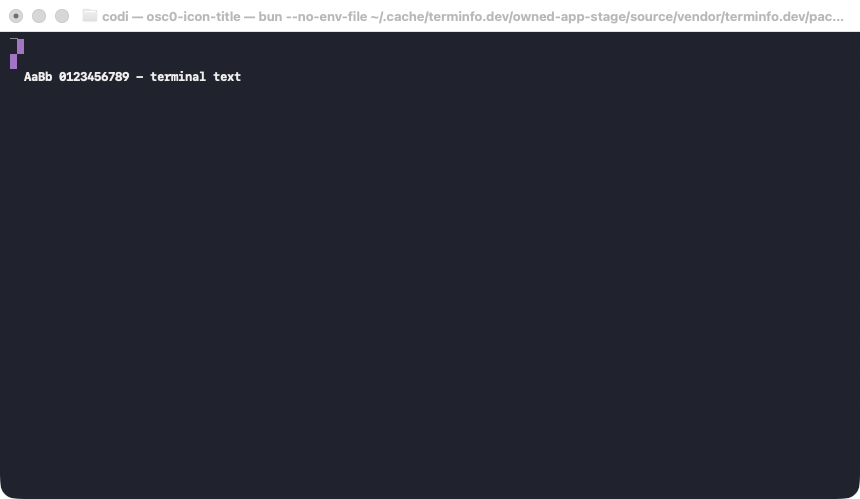 codi — osc0-icon-title — bun --no-env-file ~/.cache/terminfo.dev/owned-app-stage/source/vendor/terminfo.dev/pac...
AaBb 0123456789 — terminal text